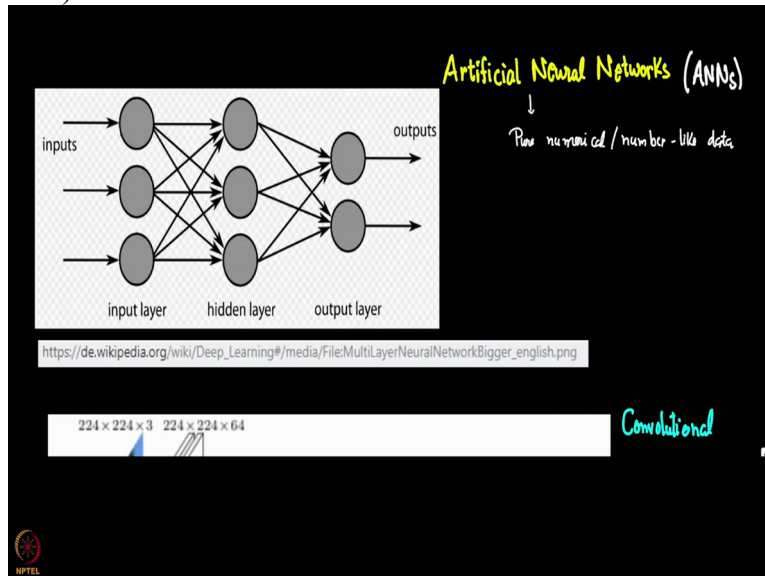 )
Artificial Neural Networks (ANNs)
Pure numerical / number-like data
inputs
outputs
input layer
hidden layer
output layer
https://de.wikipedia.org/wiki/Deep_Learning#/media/File:MultiLayerNeuralNetworkBigger_english.png
224 × 224 × 3 224 × 224 × 64
Convolutional
NPTEL